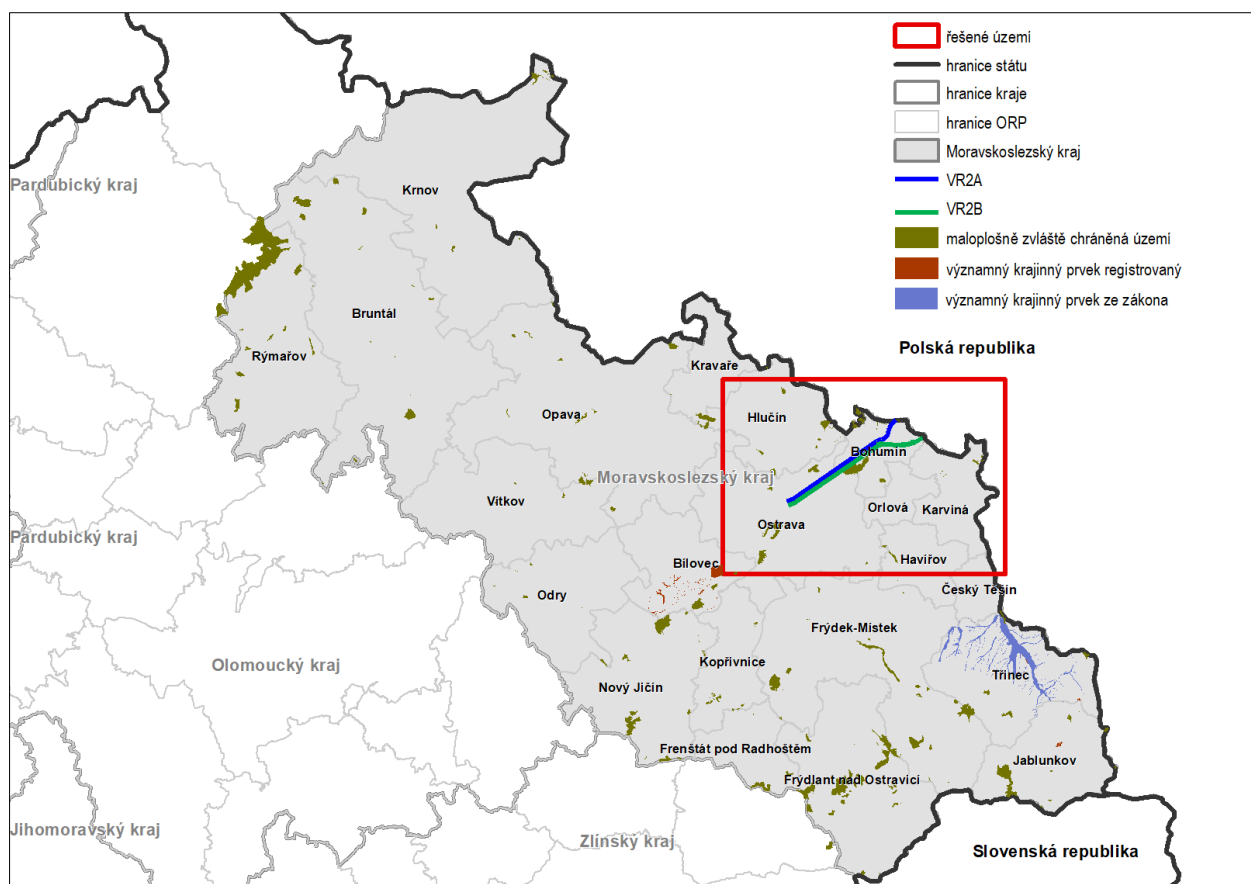 řešené území
hranice státu
hranice kraje
hranice ORP
Moravskoslezský kraj
VR2A
VR2B
maloplošně zvláště chráněná území
významný krajinný prvek registrovaný
významný krajinný prvek ze zákona
Polská republika
Pardubický kraj
Krnov
Bruntál
Rýmařov
Kravaře
Opava
Hlučín
Bohumín
Moravskoslezský kraj
Vítkov
Orlová
Karviná
Ostrava
Pardubický kraj
Havířov
Bílovec
Český Těšín
Odry
Frýdek-Místek
Olomoucký kraj
Kopřivnice
Třinec
Nový Jičín
Frenštát pod Radhoštěm
Jablunkov
Frýdlant nad Ostravicí
Jihomoravský kraj
Zlínský kraj
Slovenská republika